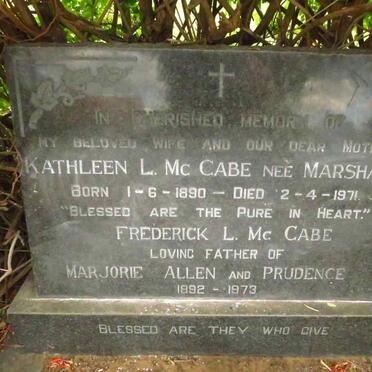 IN CHERISHED MEMORY OF
MY BELOVED WIFE AND OUR DEAR MOTH
KATHLEEN L. Mc CABE NEÉ MARSHA
BORN 1-6-1890 — DIED 2-4-1971.
"BLESSED ARE THE PURE IN HEART."
FREDERICK L. Mc CABE
LOVING FATHER OF
MARJORIE ALLEN AND PRUDENCE
1892 - 1973
BLESSED ARE THEY WHO GIVE